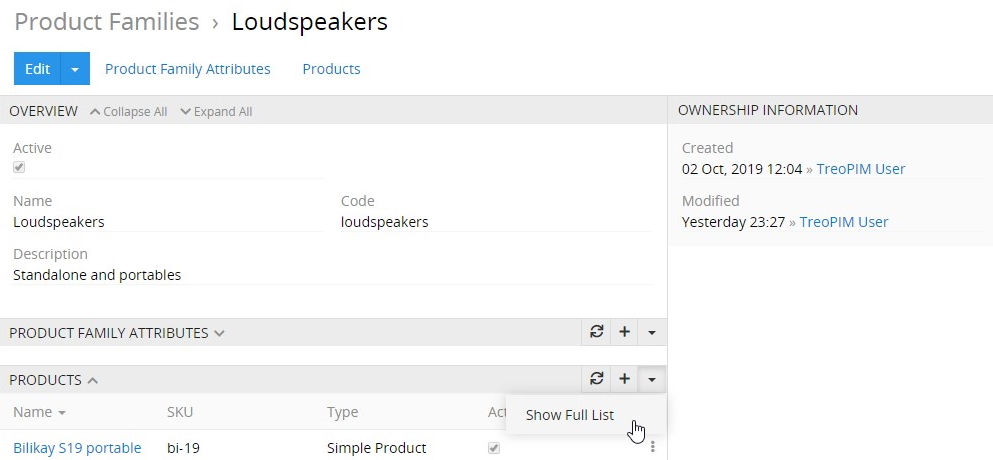 Product Families › Loudspeakers
Edit Product Family Attributes Products
OVERVIEW Collapse All Expand All
Active
Name Code
Loudspeakers loudspeakers
Description
Standalone and portables
PRODUCT FAMILY ATTRIBUTES
PRODUCTS
Name SKU Type
Show Full List
Bilikay S19 portable bi-19 Simple Product
OWNERSHIP INFORMATION
Created
02 Oct, 2019 12:04 » TreoPIM User
Modified
Yesterday 23:27 » TreoPIM User